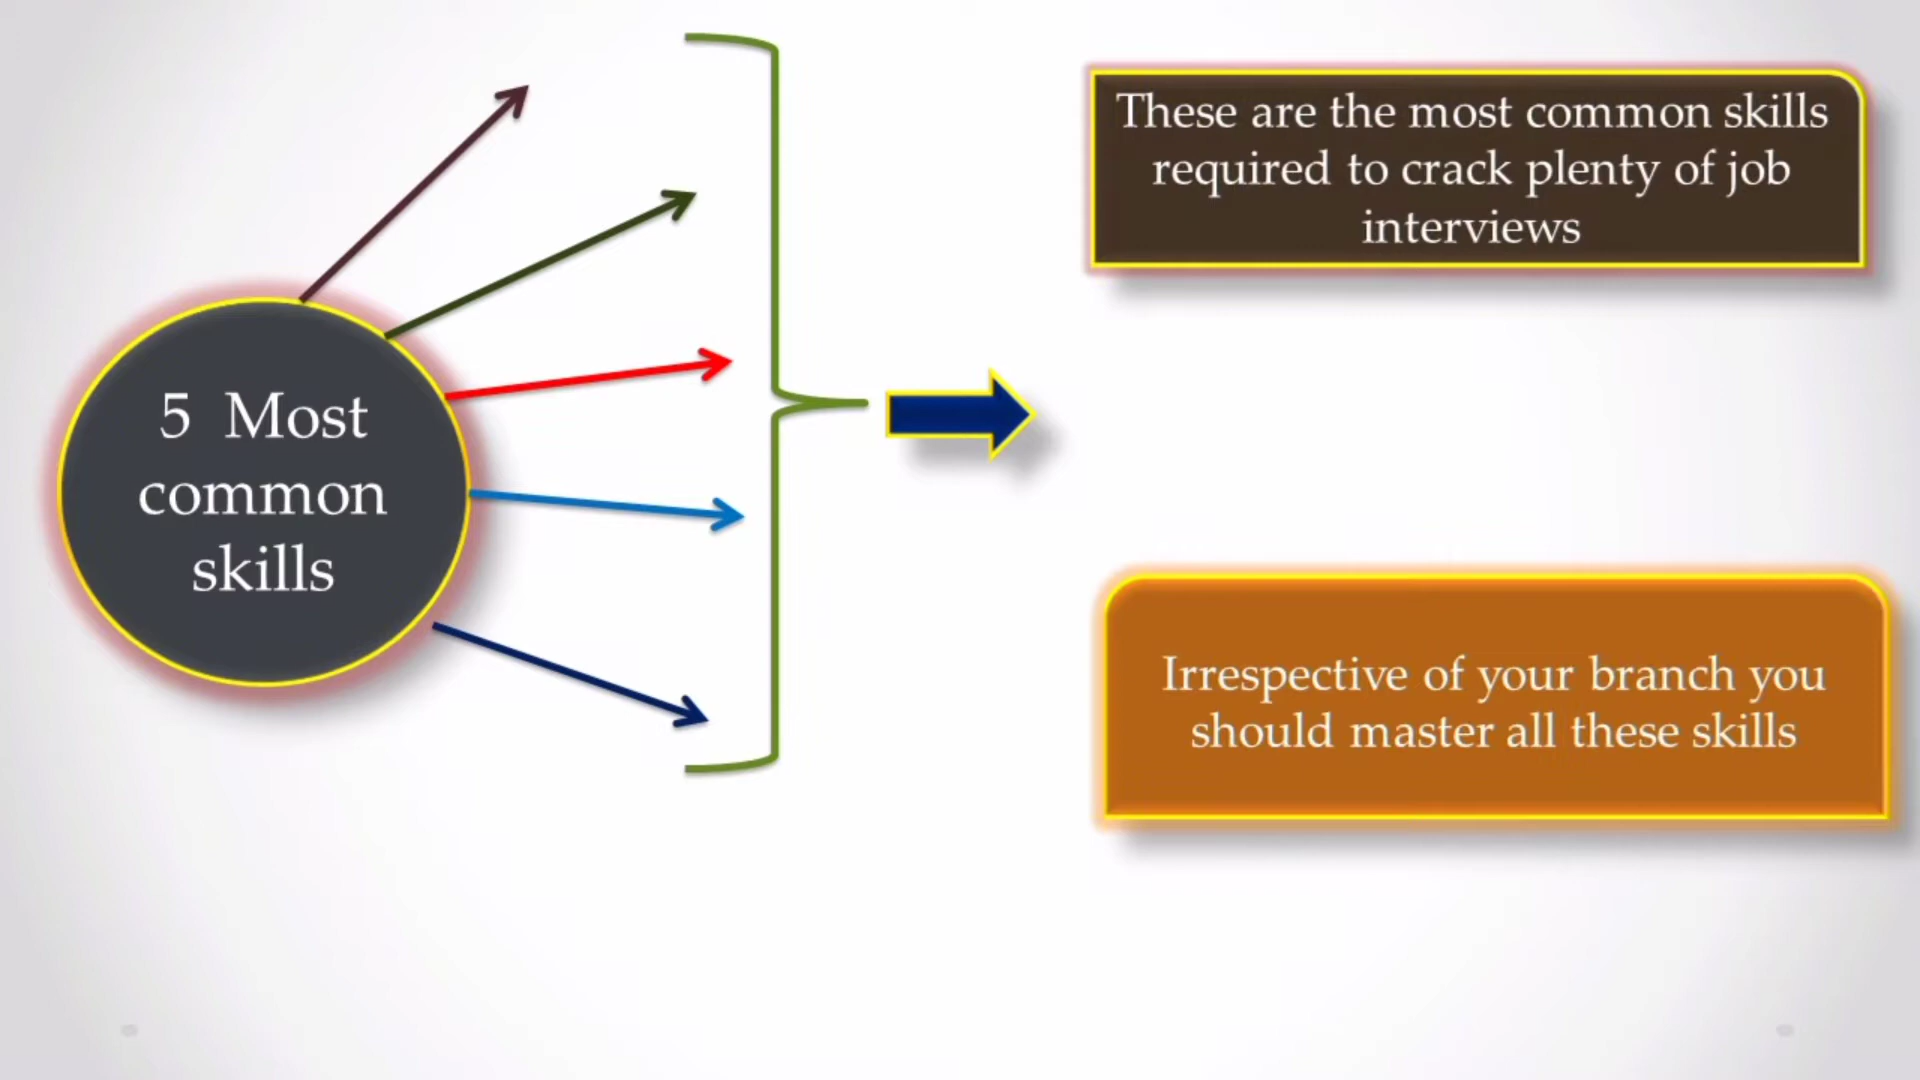 5 Most
common
skills
These are the most common skills
required to crack plenty of job
interviews
Irrespective of your branch you
should master all these skills